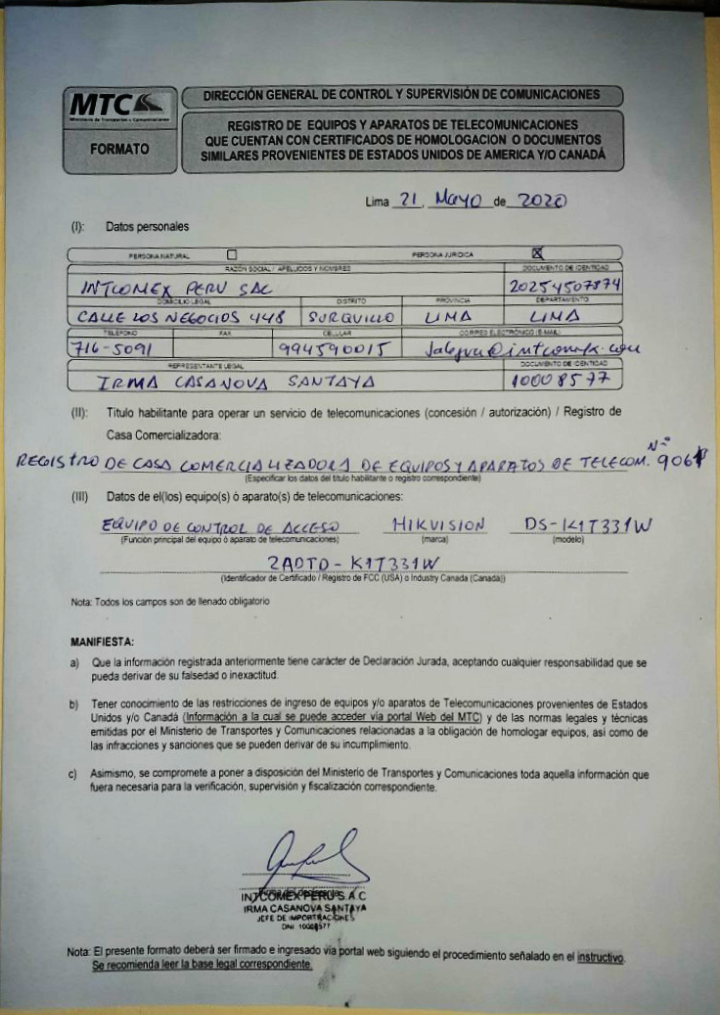 MTC
Ministerio de Transportes y Comunicaciones
FORMATO
DIRECCIÓN GENERAL DE CONTROL Y SUPERVISIÓN DE COMUNICACIONES
REGISTRO DE EQUIPOS Y APARATOS DE TELECOMUNICACIONES
QUE CUENTAN CON CERTIFICADOS DE HOMOLOGACION O DOCUMENTOS
SIMILARES PROVENIENTES DE ESTADOS UNIDOS DE AMERICA Y/O CANADÁ
Lima 21, Mayo de 2020
(I): Datos personales
PERSONA NATURAL PERSONA JURIDICA X
RAZÓN SOCIAL / APELLIDOS Y NOMBRES DOCUMENTO DE IDENTIDAD
INTCOMEX PERU SAC 20254507874
DOMICILIO LEGAL DISTRITO PROVINCIA DEPARTAMENTO
CALLE LOS NEGOCIOS 448 SURQUILLO LIMA LIMA
TELÉFONO FAX CELULAR CORREO ELECTRÓNICO (E-MAIL)
716-5091 994590015
REPRESENTANTE LEGAL DOCUMENTO DE IDENTIDAD
IRMA CASANOVA SANTAYA 10008577
(II): Titulo habilitante para operar un servicio de telecomunicaciones (concesión / autorización) / Registro de
Casa Comercializadora:
REGISTRO DE CASA COMERCIALIZADORA DE EQUIPOS Y APARATOS DE TELECOM. Nº
(Especificar los datos del título habilitante o registro correspondiente)
(III) Datos de el(los) equipo(s) ó aparato(s) de telecomunicaciones:
EQUIPO DE CONTROL DE ACCESO HIKVISION DS-K1T331W
(Función principal del equipo ó aparato de telecomunicaciones) (marca) (modelo)
2ADTD-K1T331W
(Identificador de Certificado / Registro de FCC (USA) o Industry Canada (Canada))
Nota: Todos los campos son de llenado obligatorio
MANIFIESTA:
a) Que la información registrada anteriormente tiene carácter de Declaración Jurada, aceptando cualquier responsabilidad que se
pueda derivar de su falsedad o inexactitud.
b) Tener conocimiento de las restricciones de ingreso de equipos y/o aparatos de Telecomunicaciones provenientes de Estados
Unidos y/o Canadá (Información a la cual se puede acceder vía portal Web del MTC) y de las normas legales y técnicas
emitidas por el Ministerio de Transportes y Comunicaciones relacionadas a la obligación de homologar equipos, así como de
las infracciones y sanciones que se pueden derivar de su incumplimiento.
c) Asimismo, se compromete a poner a disposición del Ministerio de Transportes y Comunicaciones toda aquella información que
fuera necesaria para la verificación, supervisión y fiscalización correspondiente.
INTCOMEX PERU S A C
IRMA CASANOVA SANTAYA
JEFE DE IMPORTACIONES
DNI 10008577
Nota: El presente formato deberá ser firmado e ingresado vía portal web siguiendo el procedimiento señalado en el instructivo.
Se recomienda leer la base legal correspondiente.